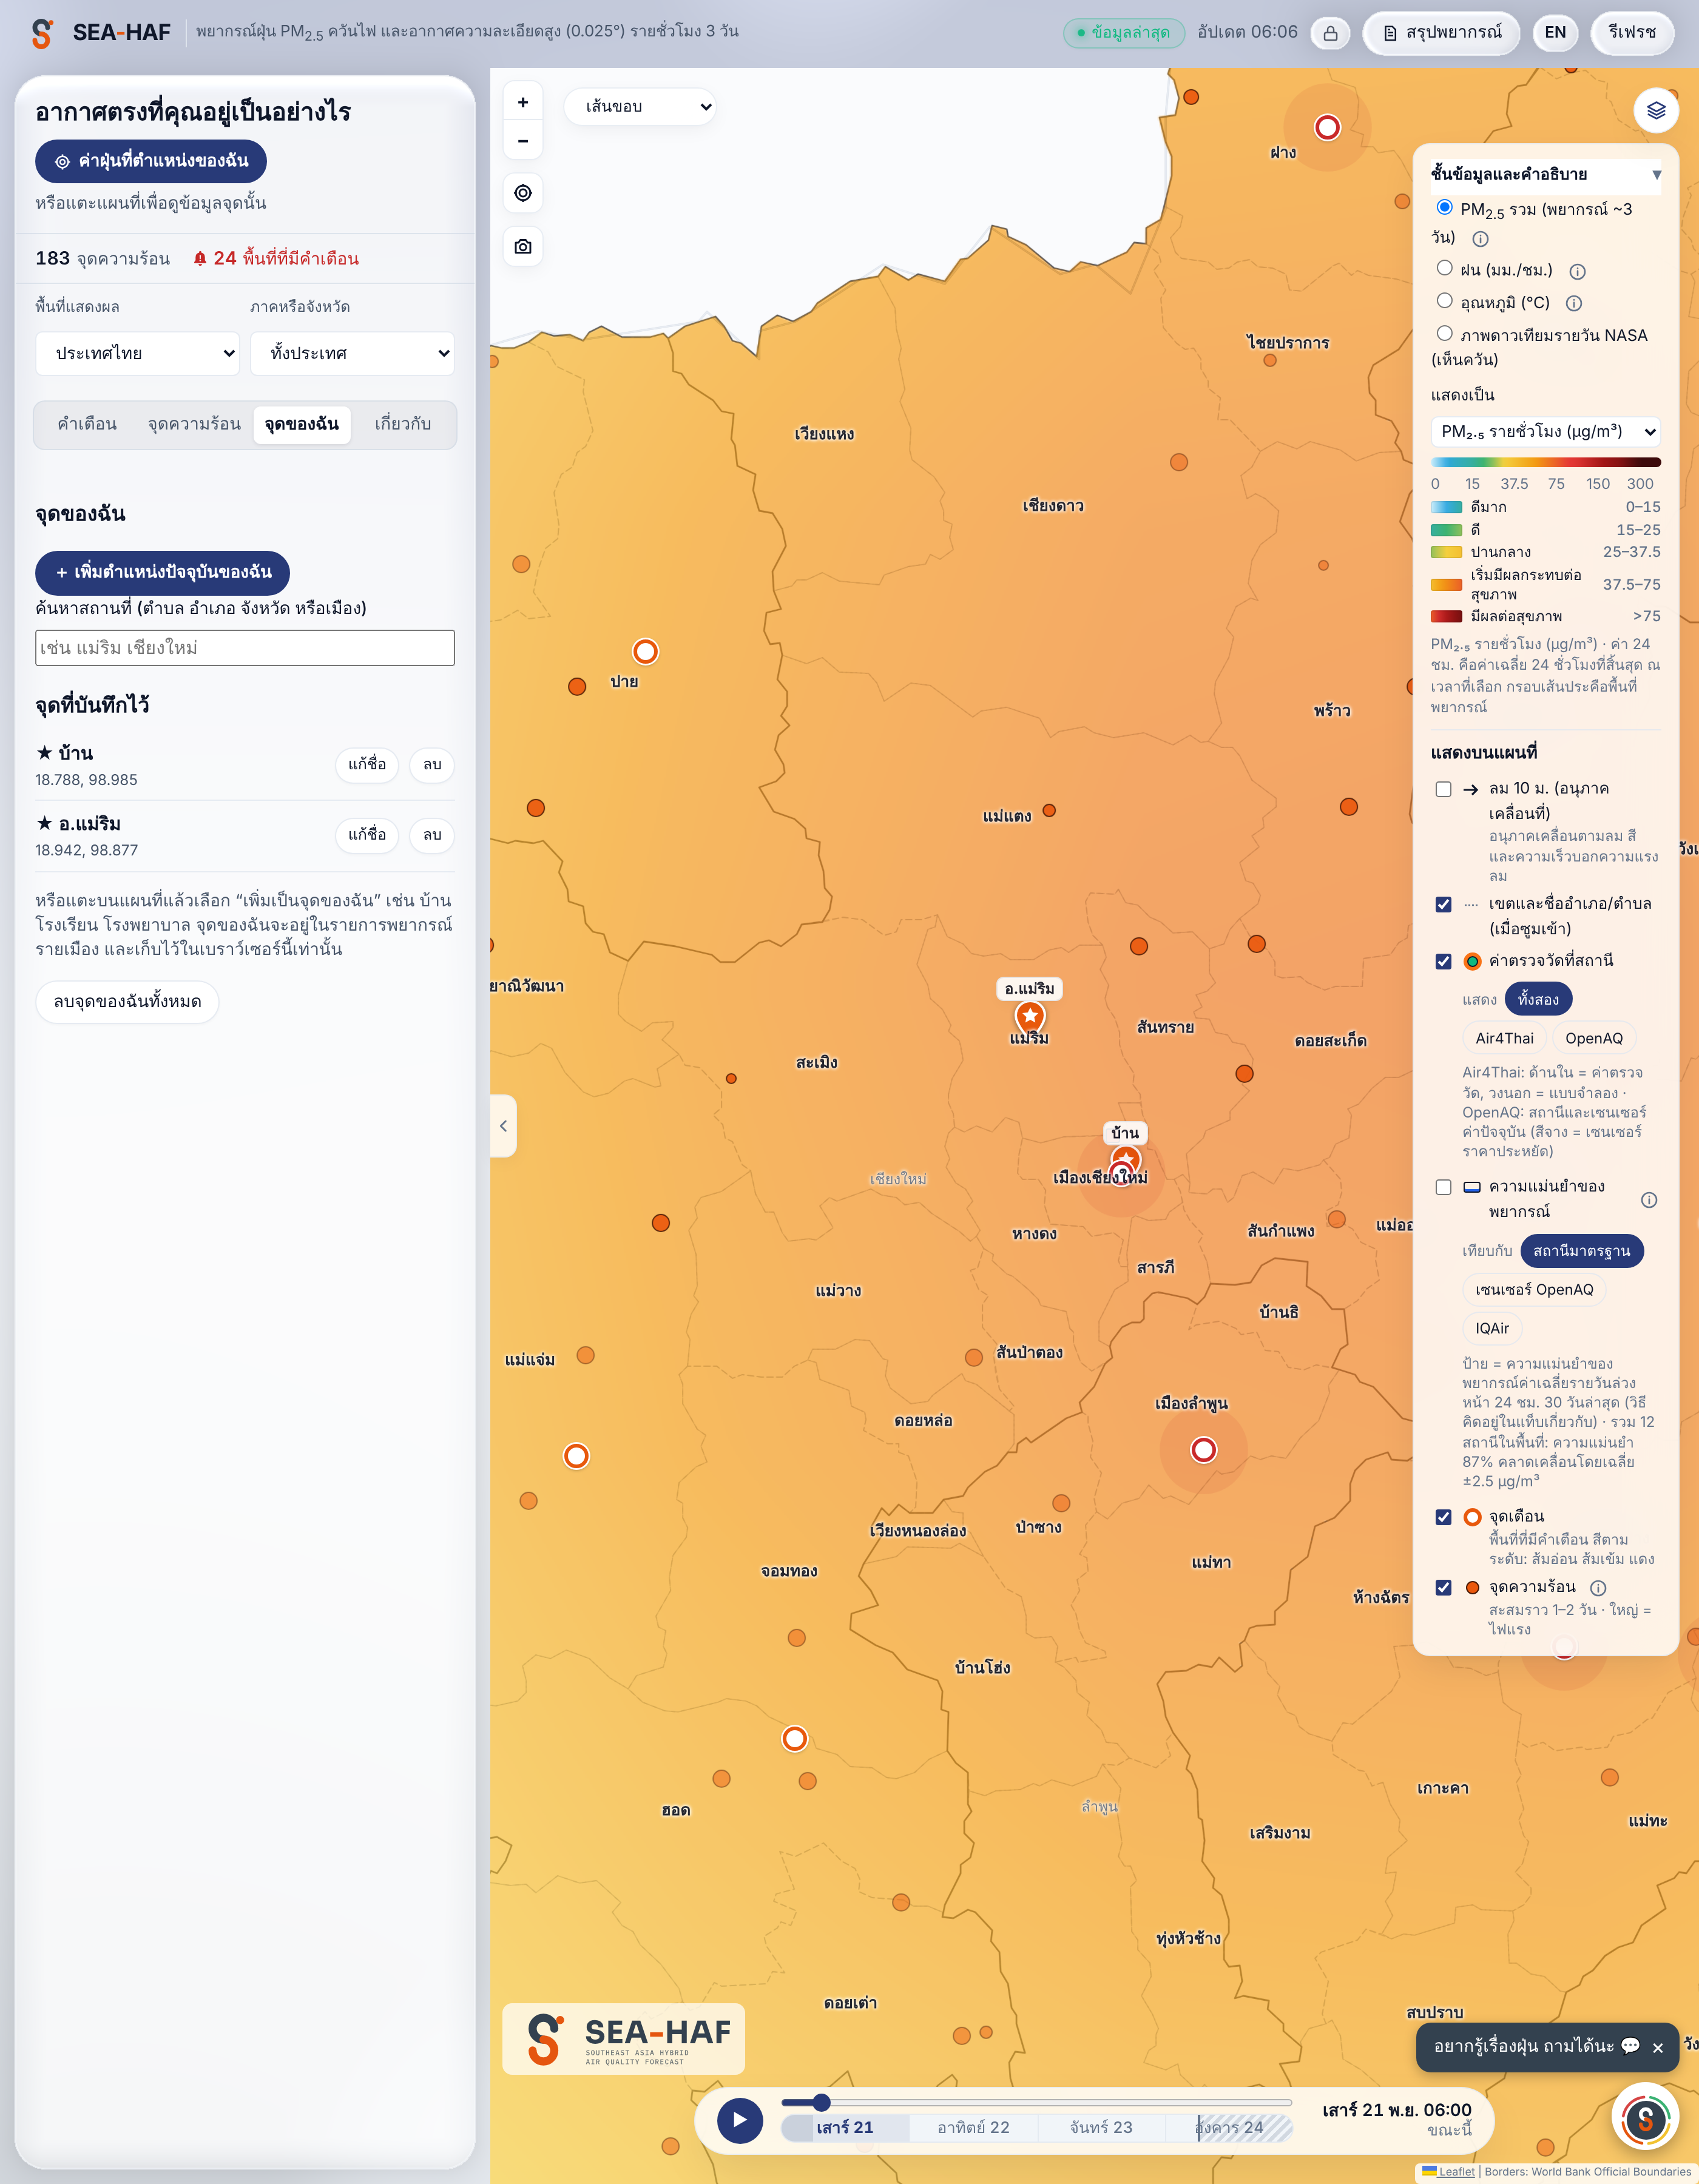 SEA-HAF
พยากรณ์ฝุ่น PM2.5 ควันไฟ และอากาศความละเอียดสูง (0.025°) รายชั่วโมง 3 วัน
ข้อมูลล่าสุด
อัปเดต 06:06
สรุปพยากรณ์
EN
รีเฟรช
อากาศตรงที่คุณอยู่เป็นอย่างไร
ค่าฝุ่นที่ตำแหน่งของฉัน
หรือแตะแผนที่เพื่อดูข้อมูลจุดนั้น
183 จุดความร้อน
24 พื้นที่ที่มีคำเตือน
พื้นที่แสดงผล
ภาคหรือจังหวัด
ประเทศไทย
ทั้งประเทศ
คำเตือน
จุดความร้อน
จุดของฉัน
เกี่ยวกับ
จุดของฉัน
+ เพิ่มตำแหน่งปัจจุบันของฉัน
ค้นหาสถานที่ (ตำบล อำเภอ จังหวัด หรือเมือง)
เช่น แม่ริม เชียงใหม่
จุดที่บันทึกไว้
★ บ้าน
18.788, 98.985
แก้ชื่อ
ลบ
★ อ.แม่ริม
18.942, 98.877
แก้ชื่อ
ลบ
หรือแตะบนแผนที่แล้วเลือก “เพิ่มเป็นจุดของฉัน” เช่น บ้าน
โรงเรียน โรงพยาบาล จุดของฉันจะอยู่ในรายการพยากรณ์
รายเมือง และเก็บไว้ในเบราว์เซอร์นี้เท่านั้น
ลบจุดของฉันทั้งหมด
+
−
เส้นขอบ
ฝาง
ไชยปราการ
เวียงแหง
เชียงดาว
ปาย
พร้าว
แม่แตง
ยาณิวัฒนา
อ.แม่ริม
แม่ริม
สันทราย
ดอยสะเก็ด
สะเมิง
บ้าน
เมืองเชียงใหม่
เชียงใหม่
หางดง
สันกำแพง
แม่ออ
สารภี
แม่วาง
บ้านธิ
แม่แจ่ม
สันป่าตอง
เมืองลำพูน
ดอยหล่อ
เวียงหนองล่อง
ป่าซาง
แม่ทา
จอมทอง
ห้างฉัตร
บ้านโฮ่ง
เกาะคา
ฮอด
ลำพูน
แม่ทะ
เสริมงาม
ทุ่งหัวช้าง
ดอยเต่า
สบปราบ
วัง
ชั้นข้อมูลและคำอธิบาย ▼
PM2.5 รวม (พยากรณ์ ~3
วัน)
ฝน (มม./ชม.)
อุณหภูมิ (°C)
ภาพดาวเทียมรายวัน NASA
(เห็นควัน)
แสดงเป็น
PM₂.₅ รายชั่วโมง (µg/m³)
0 15 37.5 75 150 300
ดีมาก 0–15
ดี 15–25
ปานกลาง 25–37.5
เริ่มมีผลกระทบต่อ
สุขภาพ 37.5–75
มีผลต่อสุขภาพ >75
PM₂.₅ รายชั่วโมง (µg/m³) · ค่า 24
ชม. คือค่าเฉลี่ย 24 ชั่วโมงที่สิ้นสุด ณ
เวลาที่เลือก กรอบเส้นประคือพื้นที่
พยากรณ์
แสดงบนแผนที่
ลม 10 ม. (อนุภาค
เคลื่อนที่)
อนุภาคเคลื่อนตามลม สี
และความเร็วบอกความแรง
ลม
เขตและชื่ออำเภอ/ตำบล
(เมื่อซูมเข้า)
ค่าตรวจวัดที่สถานี
แสดง
ทั้งสอง
Air4Thai
OpenAQ
Air4Thai: ด้านใน = ค่าตรวจ
วัด, วงนอก = แบบจำลอง ·
OpenAQ: สถานีและเซนเซอร์
ค่าปัจจุบัน (สีจาง = เซนเซอร์
ราคาประหยัด)
ความแม่นยำของ
พยากรณ์
เทียบกับ
สถานีมาตรฐาน
เซนเซอร์ OpenAQ
IQAir
ป้าย = ความแม่นยำของ
พยากรณ์ค่าเฉลี่ยรายวันล่วง
หน้า 24 ชม. 30 วันล่าสุด (วิธี
คิดอยู่ในแท็บเกี่ยวกับ) · รวม 12
สถานีในพื้นที่: ความแม่นยำ
87% คลาดเคลื่อนโดยเฉลี่ย
±2.5 µg/m³
จุดเตือน
พื้นที่ที่มีคำเตือน สีตาม
ระดับ: ส้มอ่อน ส้มเข้ม แดง
จุดความร้อน
สะสมราว 1–2 วัน · ใหญ่ =
ไฟแรง
SEA-HAF
SOUTHEAST ASIA HYBRID
AIR QUALITY FORECAST
อยากรู้เรื่องฝุ่น ถามได้นะ 💬 ×
เสาร์ 21
อาทิตย์ 22
จันทร์ 23
อังคาร 24
เสาร์ 21 พ.ย. 06:00
ขณะนี้
Leaflet | Borders: World Bank Official Boundaries